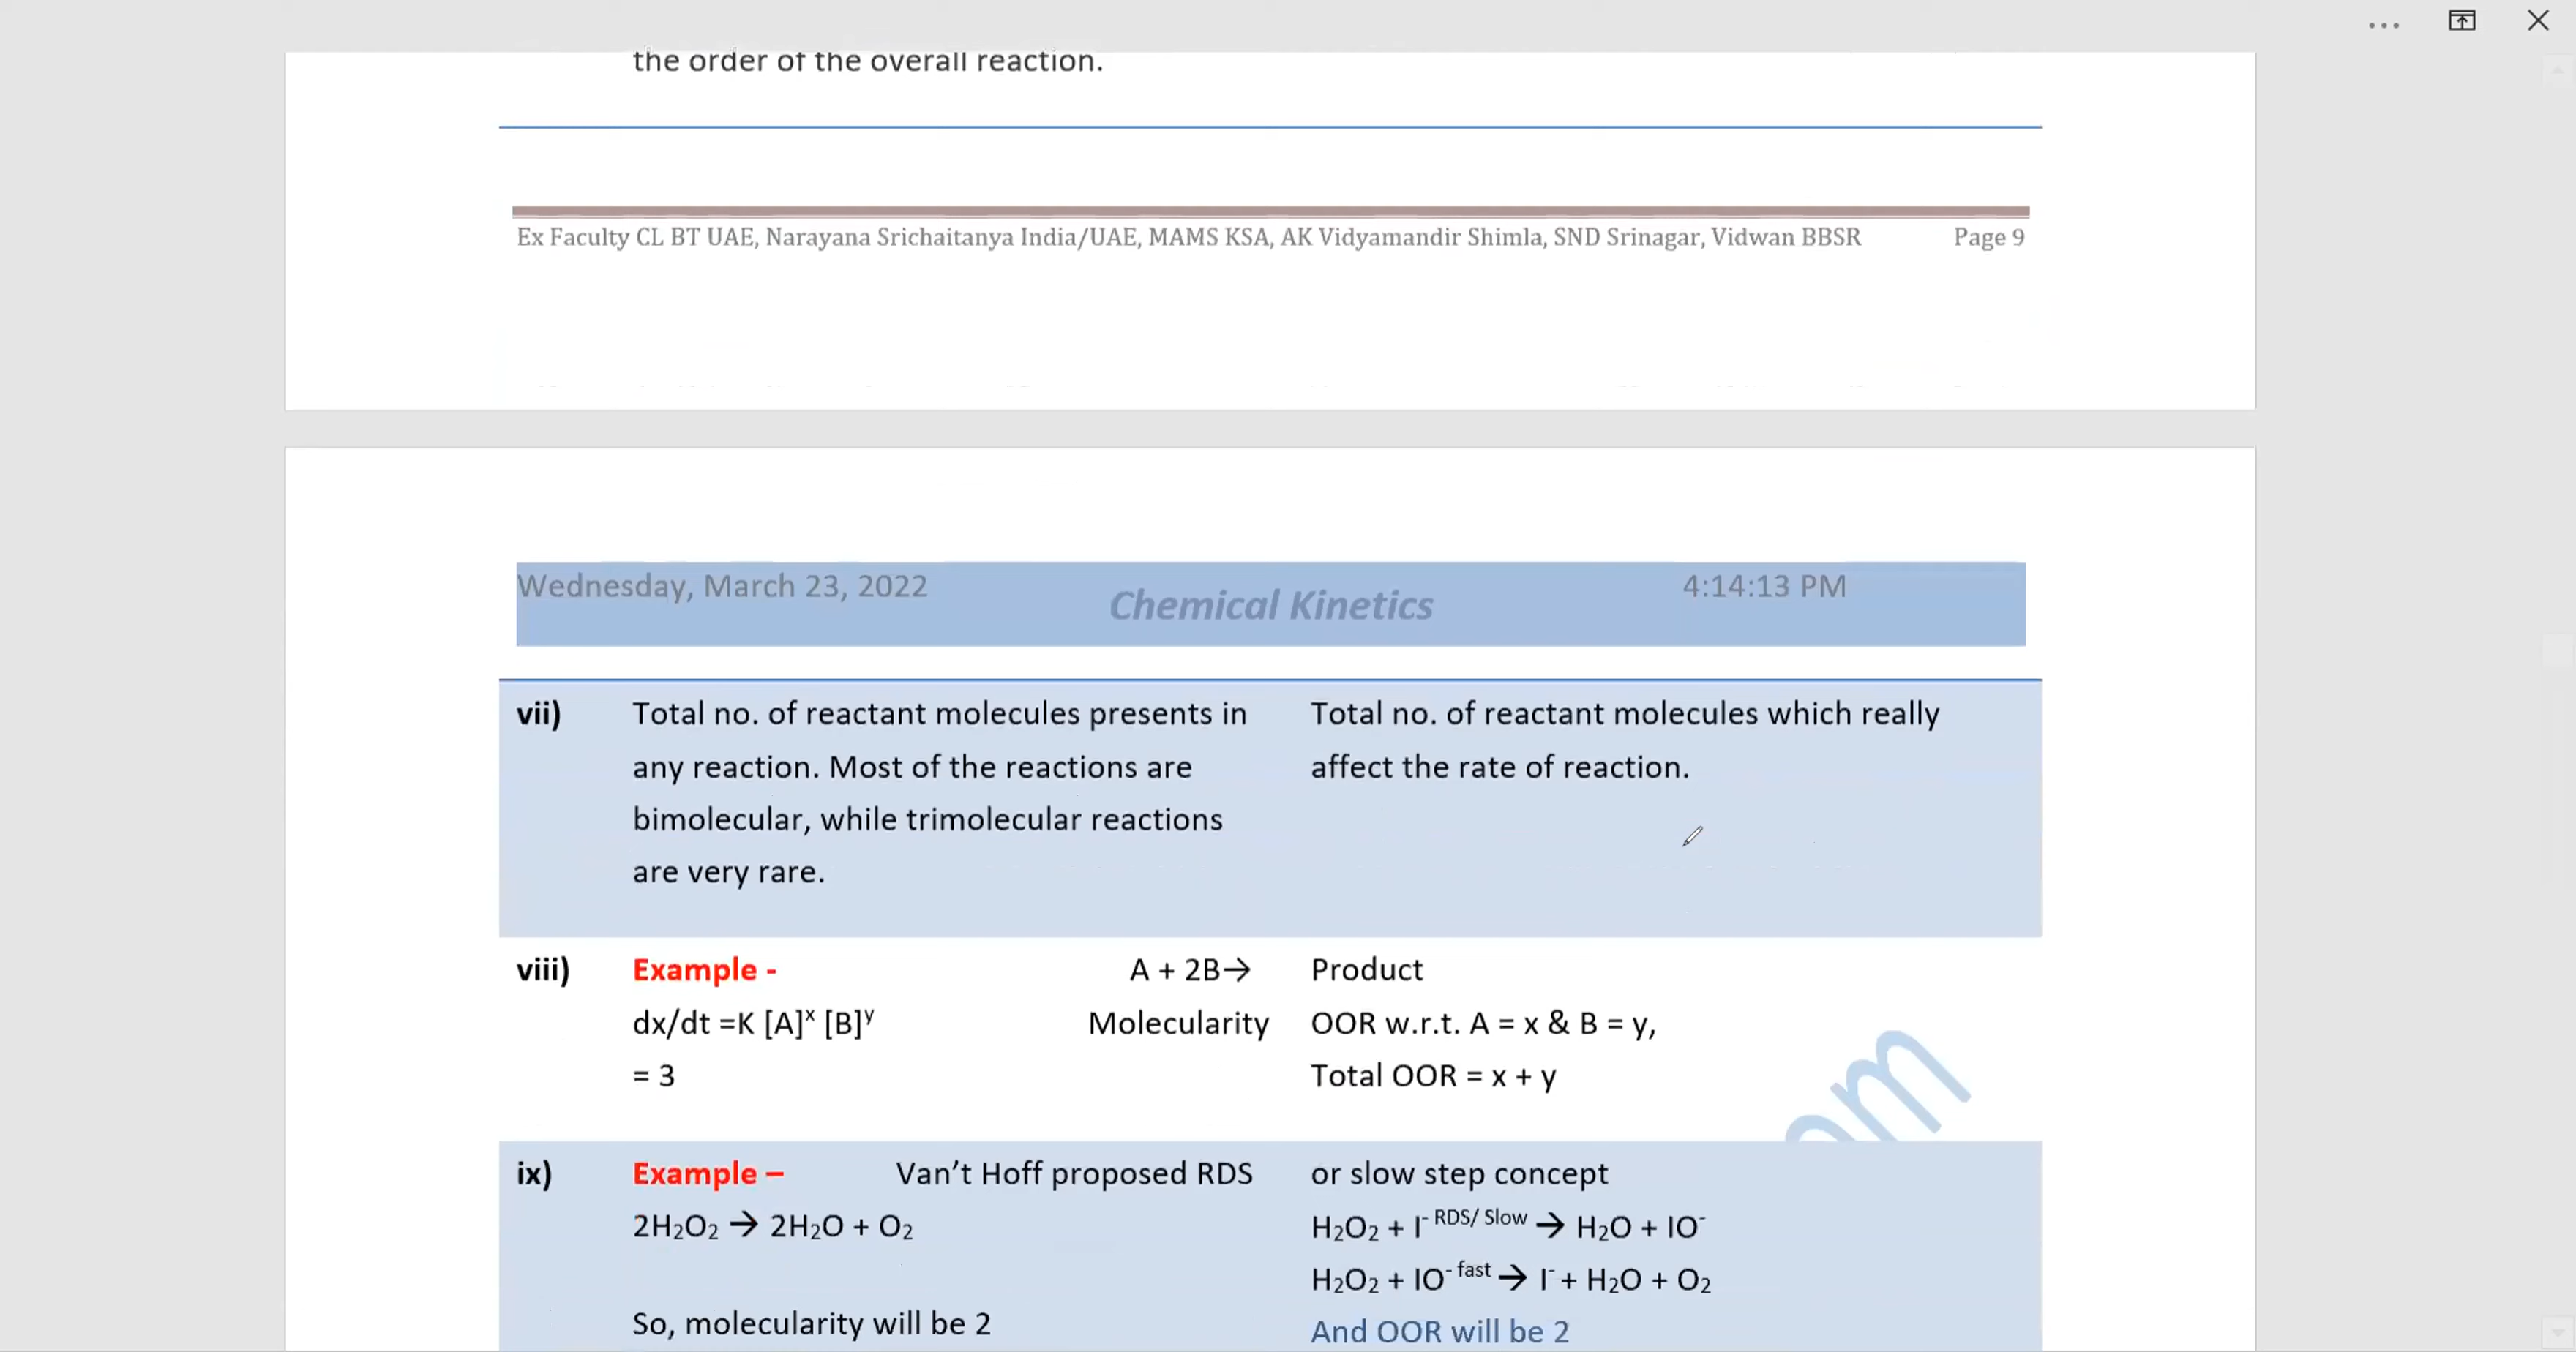 the order of the overall reaction.
Ex Faculty CL BT UAE, Narayana Srichaitanya India/UAE, MAMS KSA, AK Vidyamandir Shimla, SND Srinagar, Vidwan BBSR Page 9
Wednesday, March 23, 2022 Chemical Kinetics 4:14:13 PM
vii) Total no. of reactant molecules presents in Total no. of reactant molecules which really
any reaction. Most of the reactions are affect the rate of reaction.
bimolecular, while trimolecular reactions
are very rare.
viii) Example - A + 2B→ Product
dx/dt =K [A]ˣ [B]ʸ Molecularity OOR w.r.t. A = x & B = y,
= 3 Total OOR = x + y
ix) Example – Van’t Hoff proposed RDS or slow step concept
2H₂O₂ → 2H₂O + O₂ H₂O₂ + I⁻ RDS/ Slow → H₂O + IO⁻
H₂O₂ + IO⁻ fast → I⁻ + H₂O + O₂
So, molecularity will be 2 And OOR will be 2
om